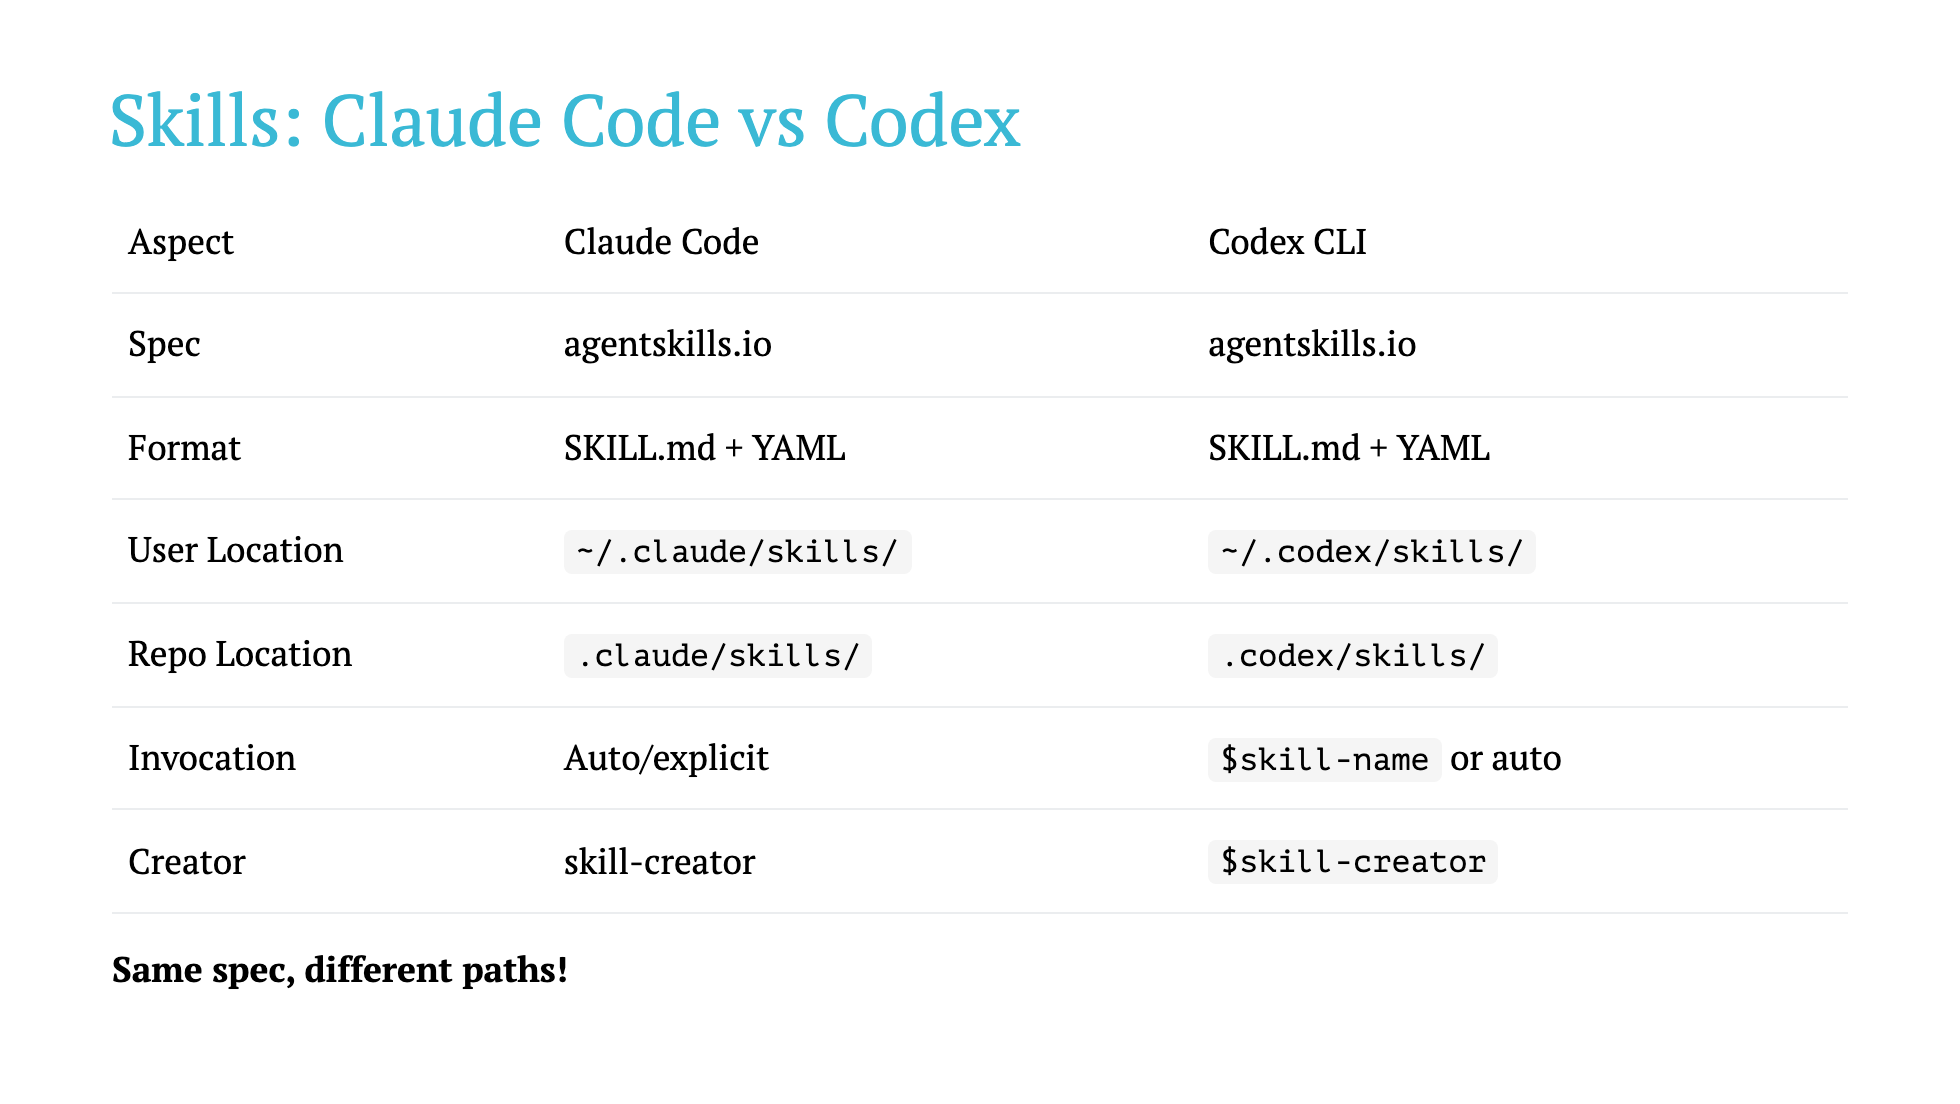 Skills: Claude Code vs Codex
Aspect Claude Code Codex CLI
Spec agentskills.io agentskills.io
Format SKILL.md + YAML SKILL.md + YAML
User Location ~/.claude/skills/ ~/.codex/skills/
Repo Location .claude/skills/ .codex/skills/
Invocation Auto/explicit $skill-name or auto
Creator skill-creator $skill-creator
Same spec, different paths!